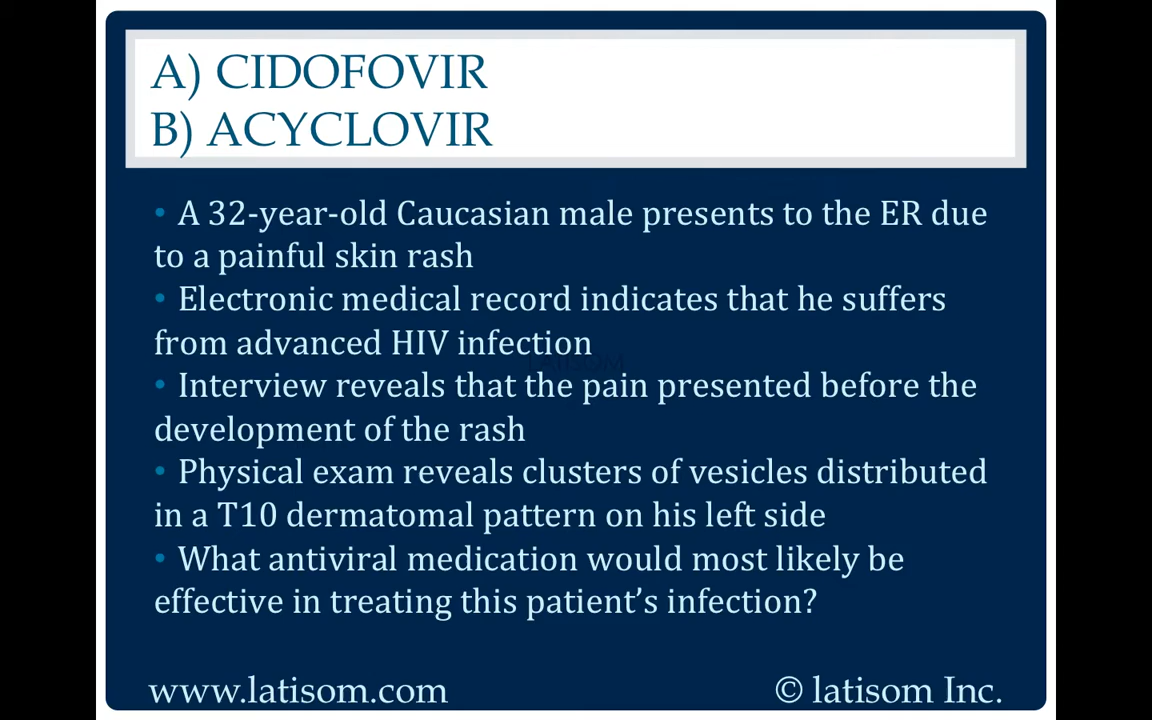 A) CIDOFOVIR
B) ACYCLOVIR
• A 32-year-old Caucasian male presents to the ER due
to a painful skin rash
• Electronic medical record indicates that he suffers
from advanced HIV infection
LATISOM
• Interview reveals that the pain presented before the
development of the rash
• Physical exam reveals clusters of vesicles distributed
in a T10 dermatomal pattern on his left side
• What antiviral medication would most likely be
effective in treating this patient's infection?
www.latisom.com
© latisom Inc.